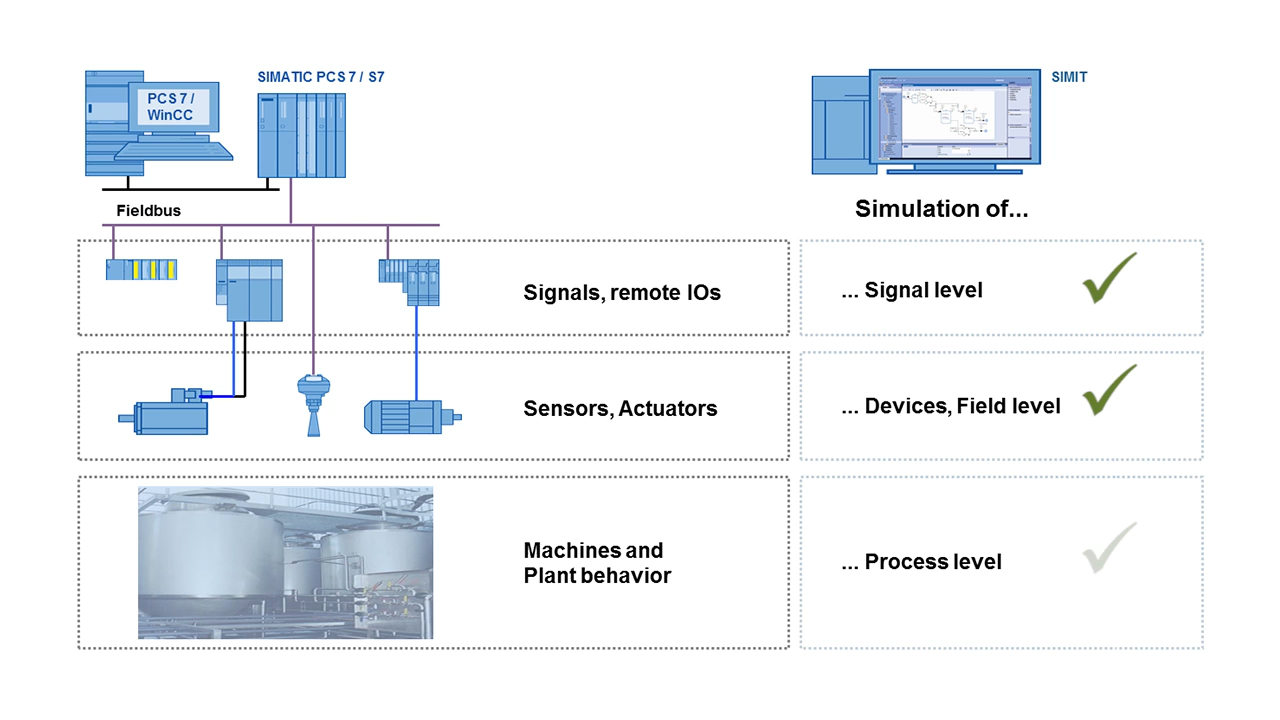 SIMATIC PCS 7 / S7
PCS 7 /
WinCC
SIMIT
Fieldbus
Simulation of...
Signals, remote IOs
... Signal level
Sensors, Actuators
... Devices, Field level
Machines and
Plant behavior
... Process level